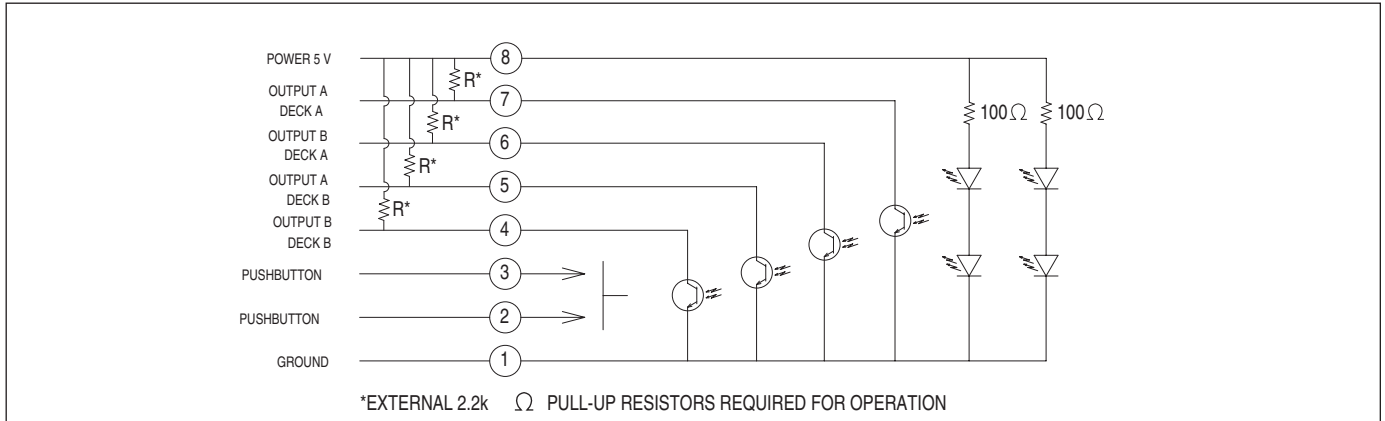 POWER 5 V
8
R*
OUTPUT A
DECK A
7
100Ω
100Ω
R*
OUTPUT B
DECK A
6
R*
OUTPUT A
DECK B
5
R*
OUTPUT B
DECK B
4
PUSHBUTTON
3
PUSHBUTTON
2
GROUND
1
*EXTERNAL 2.2k Ω PULL-UP RESISTORS REQUIRED FOR OPERATION